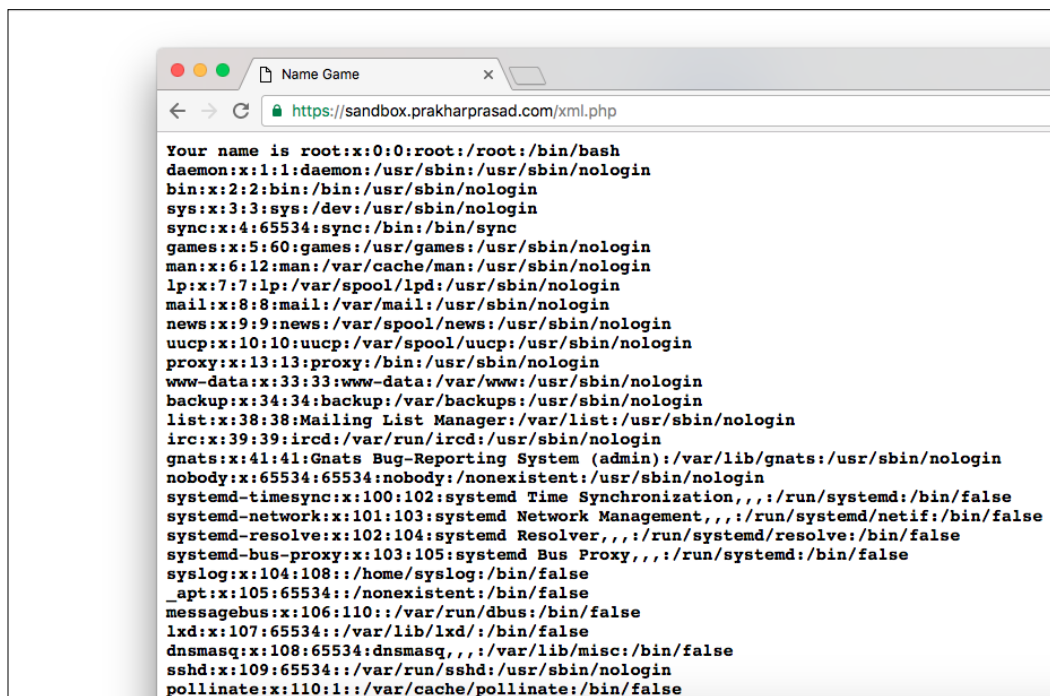 Name Game
https://sandbox.prakharprasad.com/xml.php
Your name is root:x:0:0:root:/root:/bin/bash
daemon:x:1:1:daemon:/usr/sbin:/usr/sbin/nologin
bin:x:2:2:bin:/bin:/usr/sbin/nologin
sys:x:3:3:sys:/dev:/usr/sbin/nologin
sync:x:4:65534:sync:/bin:/bin/sync
games:x:5:60:games:/usr/games:/usr/sbin/nologin
man:x:6:12:man:/var/cache/man:/usr/sbin/nologin
lp:x:7:7:lp:/var/spool/lpd:/usr/sbin/nologin
mail:x:8:8:mail:/var/mail:/usr/sbin/nologin
news:x:9:9:news:/var/spool/news:/usr/sbin/nologin
uucp:x:10:10:uucp:/var/spool/uucp:/usr/sbin/nologin
proxy:x:13:13:proxy:/bin:/usr/sbin/nologin
www-data:x:33:33:www-data:/var/www:/usr/sbin/nologin
backup:x:34:34:backup:/var/backups:/usr/sbin/nologin
list:x:38:38:Mailing List Manager:/var/list:/usr/sbin/nologin
irc:x:39:39:ircd:/var/run/ircd:/usr/sbin/nologin
gnats:x:41:41:Gnats Bug-Reporting System (admin):/var/lib/gnats:/usr/sbin/nologin
nobody:x:65534:65534:nobody:/nonexistent:/usr/sbin/nologin
systemd-timesync:x:100:102:systemd Time Synchronization,,,:/run/systemd:/bin/false
systemd-network:x:101:103:systemd Network Management,,,:/run/systemd/netif:/bin/false
systemd-resolve:x:102:104:systemd Resolver,,,:/run/systemd/resolve:/bin/false
systemd-bus-proxy:x:103:105:systemd Bus Proxy,,,:/run/systemd:/bin/false
syslog:x:104:108::/home/syslog:/bin/false
_apt:x:105:65534::/nonexistent:/bin/false
messagebus:x:106:110::/var/run/dbus:/bin/false
lxd:x:107:65534::/var/lib/lxd/:/bin/false
dnsmasq:x:108:65534:dnsmasq,,,:/var/lib/misc:/bin/false
sshd:x:109:65534::/var/run/sshd:/usr/sbin/nologin
pollinate:x:110:1::/var/cache/pollinate:/bin/false